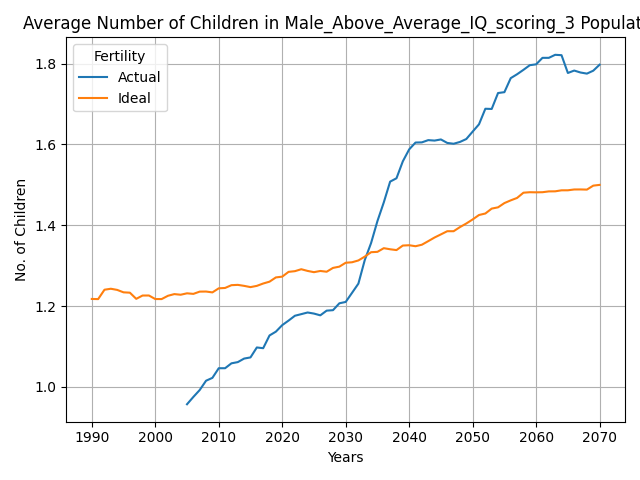 Average Number of Children in Male_Above_Average_IQ_scoring_3 Populat
Fertility
Actual
Ideal
No. of Children
1.8
1.6
1.4
1.2
1.0
1990 2000 2010 2020 2030 2040 2050 2060 2070
Years